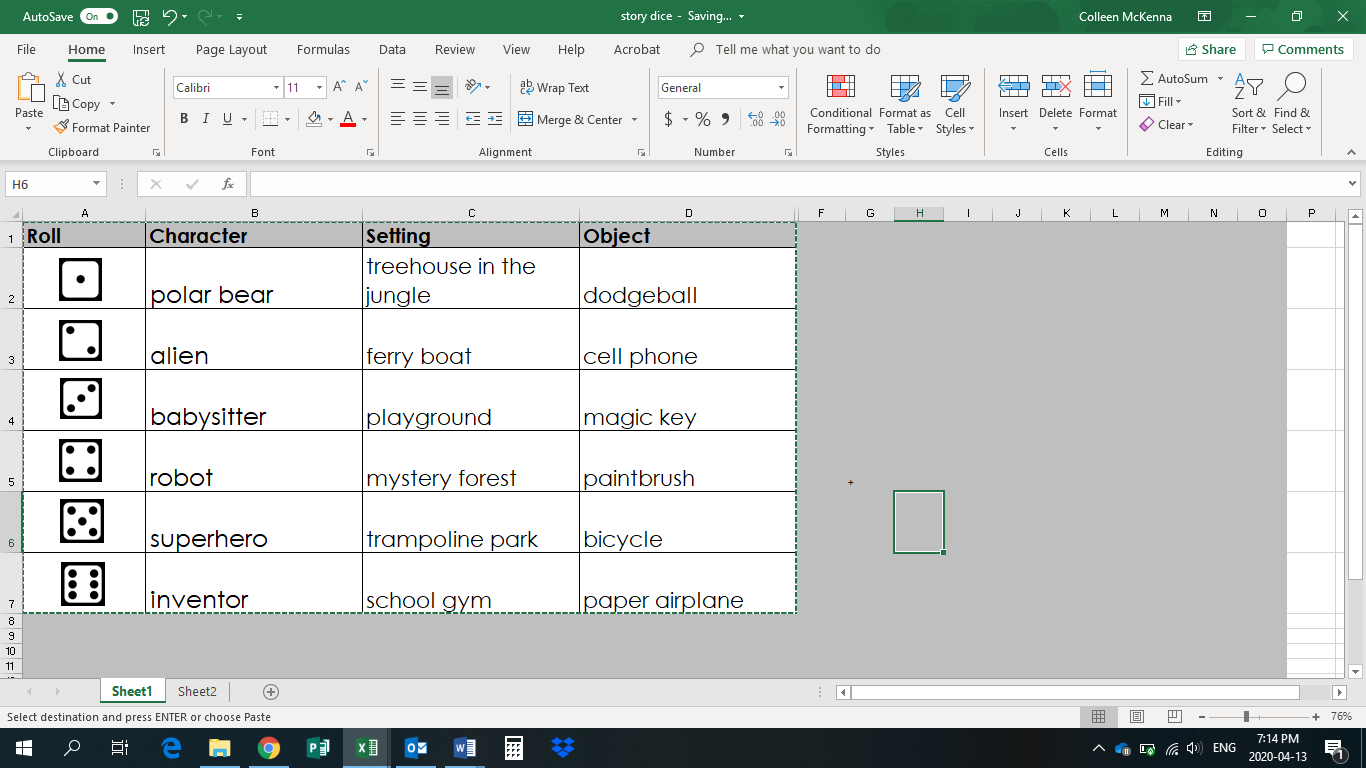 AutoSave On story dice - Saving... Colleen McKenna
File Home Insert Page Layout Formulas Data Review View Help Acrobat Tell me what you want to do Share Comments
Paste
Cut
Copy
Format Painter
Clipboard
Calibri 11 A A
B I U A
Font
Wrap Text
Merge & Center
Alignment
General
$ % ,
Number
Conditional Formatting
Format as Table
Cell Styles
Styles
Insert Delete Format
Cells
AutoSum
Fill
Clear
Sort & Filter
Find & Select
Editing
H6 fx
A B C D F G H I J K L M N O P
1 Roll Character Setting Object
treehouse in the
2 polar bear jungle dodgeball
3 alien ferry boat cell phone
4 babysitter playground magic key
5 robot mystery forest paintbrush
6 superhero trampoline park bicycle
7 inventor school gym paper airplane
8
9
10
11
Sheet1 Sheet2
Select destination and press ENTER or choose Paste 76%
ENG 7:14 PM
2020-04-13 1